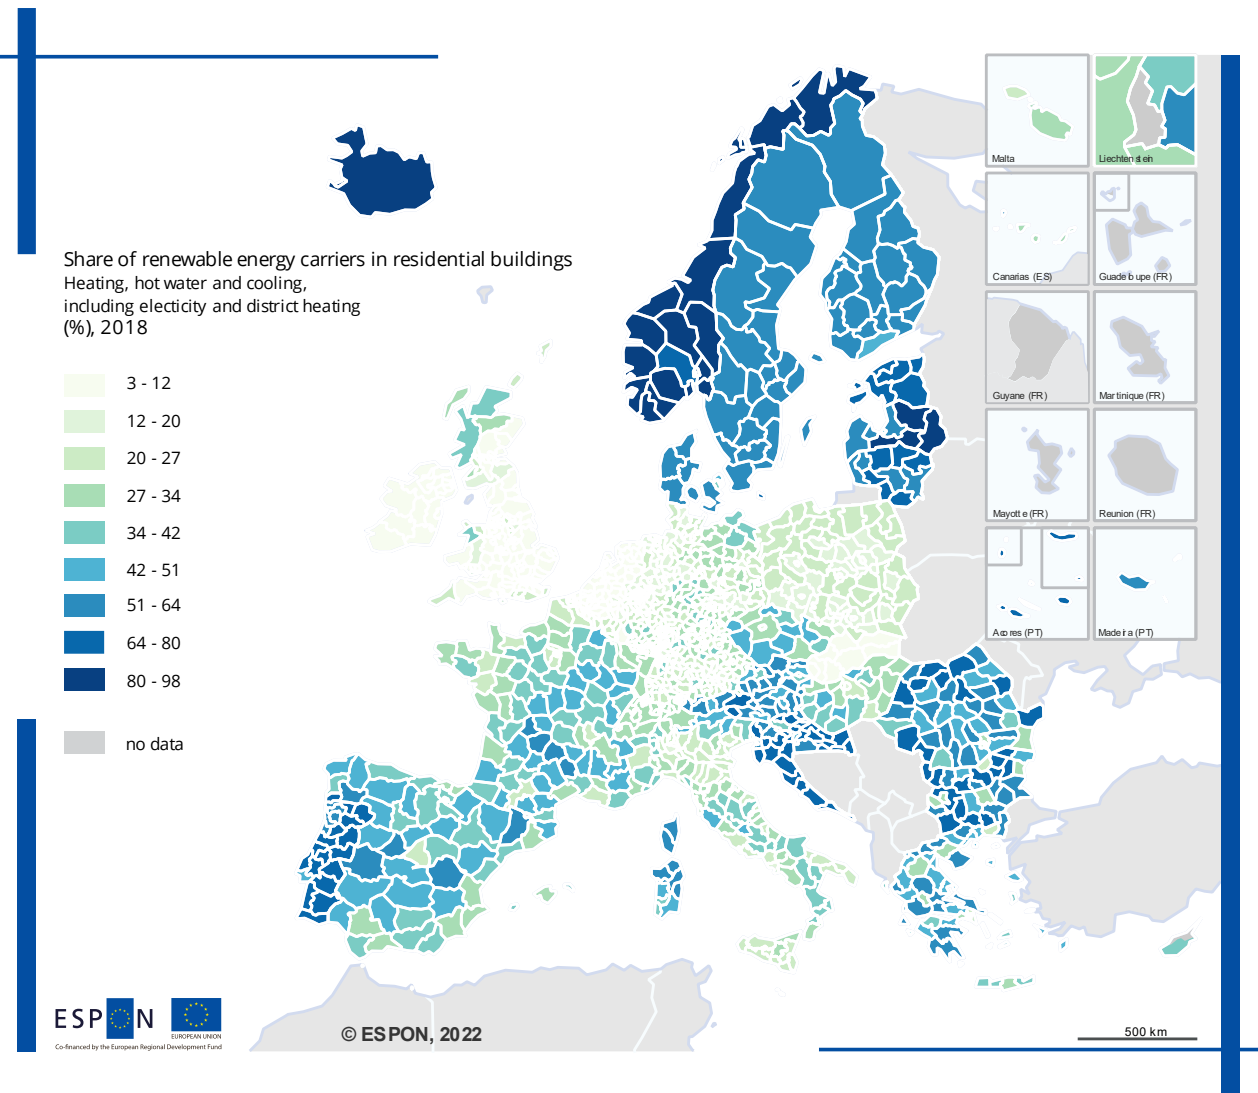 Share of renewable energy carriers in residential buildings
Heating, hot water and cooling,
including electicity and district heating
(%), 2018
3 - 12
12 - 20
20 - 27
27 - 34
34 - 42
42 - 51
51 - 64
64 - 80
80 - 98
no data
Malta
Liechtenstein
Canarias (ES)
Guadeloupe (FR)
Guyane (FR)
Martinique (FR)
Mayotte (FR)
Reunion (FR)
Acores (PT)
Madeira (PT)
ESPON
EUROPEAN UNION
Co-financed by the European Regional Development Fund
© ESPON, 2022
500 km